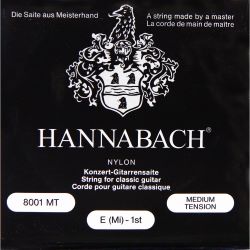 Die Saite aus Meisterhand
A string made by a master
La corde de main de maître
HANNABACH®
NYLON
Konzert-Gitarrensaite
String for classic guitar
Corde pour guitare classique
8001 MT
MEDIUM
TENSION
E (Mi) - 1st